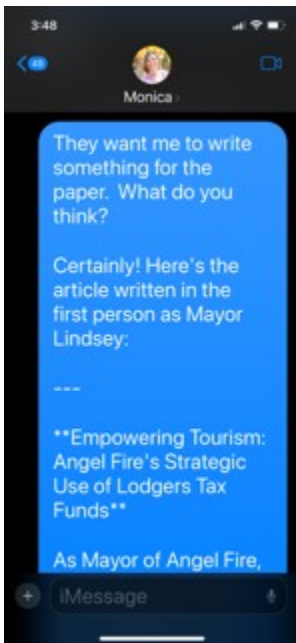 3:48
49
Monica
They want me to write
something for the
paper. What do you
think?
Certainly! Here's the
article written in the
first person as Mayor
Lindsey:
---
**Empowering Tourism:
Angel Fire's Strategic
Use of Lodgers Tax
Funds**
As Mayor of Angel Fire,
iMessage